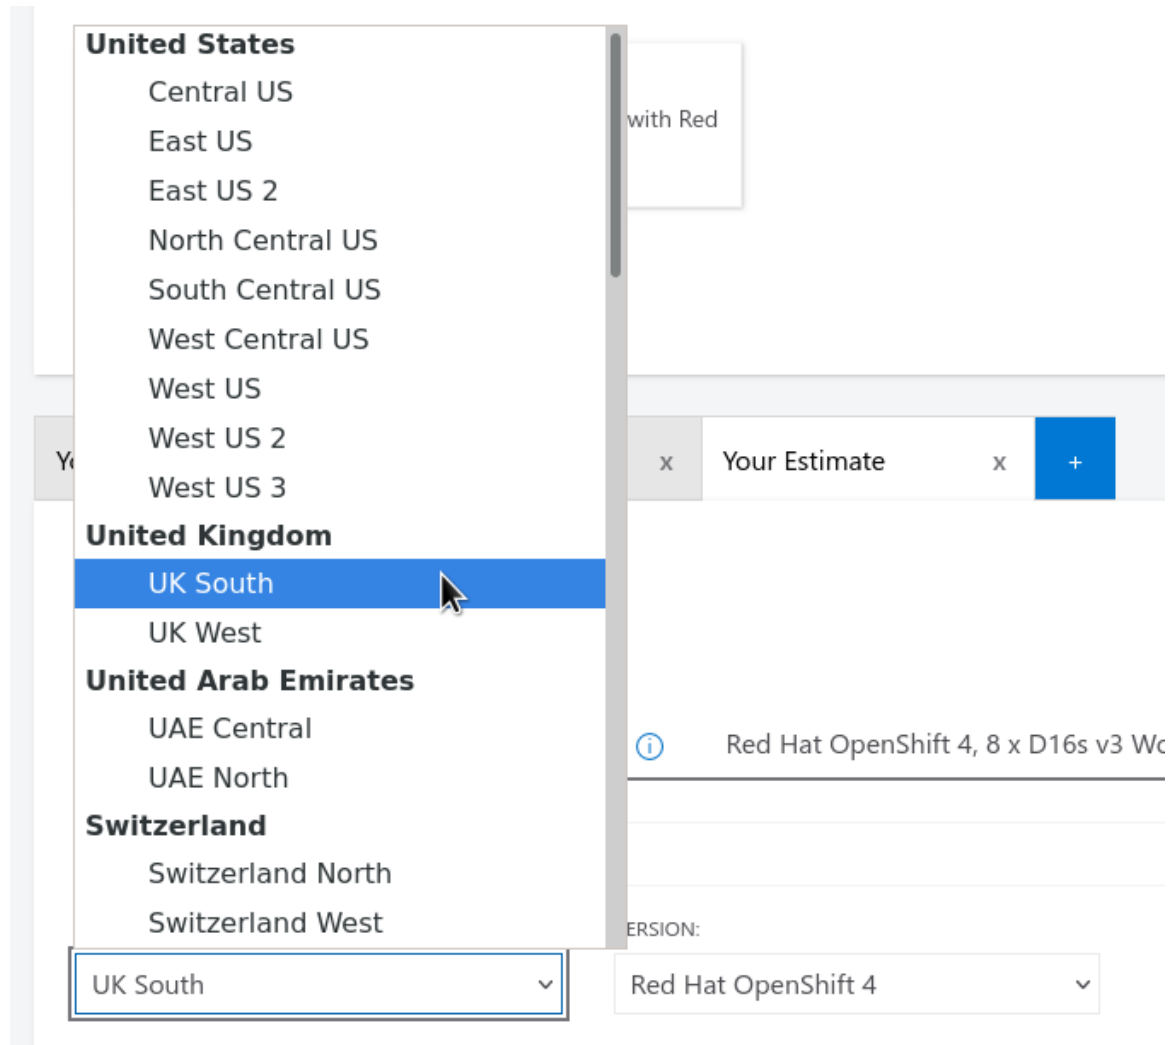 United States
Central US
with Red
East US
East US 2
North Central US
South Central US
West Central US
West US
West US 2
x
Your Estimate
x
+
West US 3
United Kingdom
UK South
UK West
United Arab Emirates
UAE Central
Red Hat OpenShift 4, 8 x D16s v3
UAE North
Switzerland
Switzerland North
Switzerland West
ERSION:
UK South
Red Hat OpenShift 4